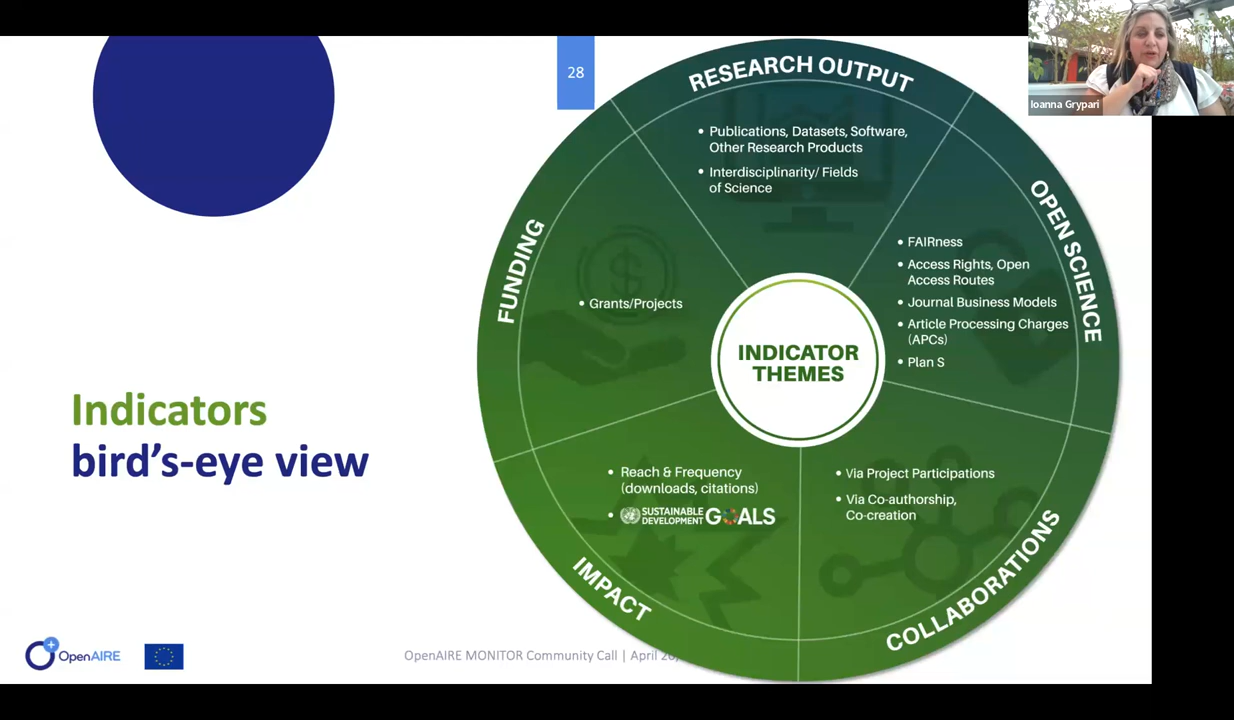 28
Ioanna Grypari
RESEARCH OUTPUT
• Publications, Datasets, Software,
Other Research Products
• Interdisciplinarity/ Fields
of Science
OPEN SCIENCE
• FAIRness
• Access Rights, Open
Access Routes
• Journal Business Models
• Article Processing Charges
(APCs)
• Plan S
FUNDING
• Grants/Projects
INDICATOR
THEMES
Indicators
bird's-eye view
IMPACT
• Reach & Frequency
(downloads, citations)
• SUSTAINABLE
DEVELOPMENT GOALS
COLLABORATIONS
• Via Project Participations
• Via Co-authorship,
Co-creation
OpenAIRE
OpenAIRE MONITOR Community Call | April